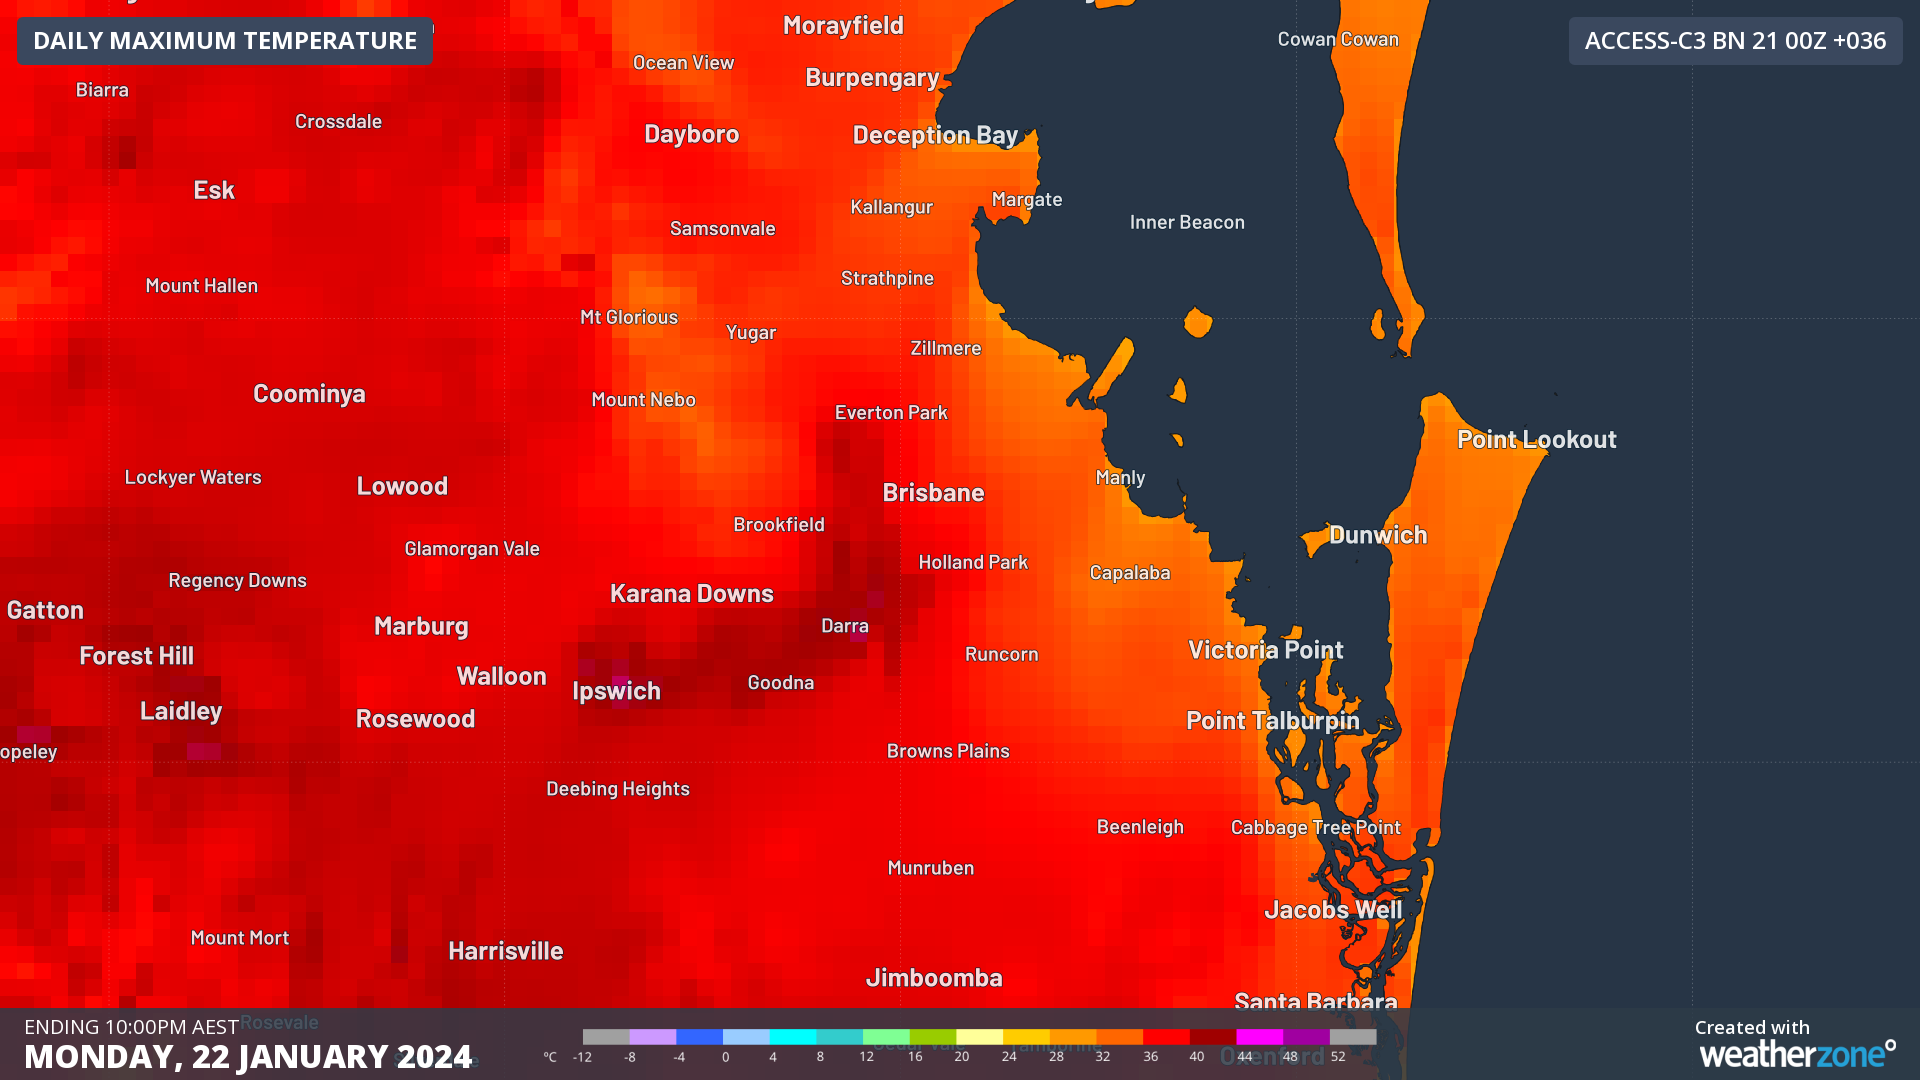 DAILY MAXIMUM TEMPERATURE
ACCESS-C3 BN 21 00Z +036
Morayfield
Cowan Cowan
Ocean View
Burpengary
Biarra
Crossdale
Dayboro
Deception Bay
Esk
Margate
Kallangur
Inner Beacon
Samsonvale
Strathpine
Mount Hallen
Mt Glorious
Yugar
Zillmere
Coominya
Mount Nebo
Everton Park
Point Lookout
Lockyer Waters
Lowood
Manly
Brisbane
Brookfield
Dunwich
Glamorgan Vale
Holland Park
Capalaba
Regency Downs
Karana Downs
Gatton
Marburg
Darra
Forest Hill
Runcorn
Victoria Point
Walloon
Ipswich
Goodna
Laidley
Rosewood
Point Talburpin
opeley
Browns Plains
Deebing Heights
Beenleigh
Cabbage Tree Point
Munruben
Jacobs Well
Mount Mort
Harrisville
Jimboomba
Santa Barbara
Rosevale
ENDING 10:00PM AEST
MONDAY, 22 JANUARY 2024
Cedar Vale
Tamborine
Oxenford
°C -12 -8 -4 0 4 8 12 16 20 24 28 32 36 40 44 48 52
Created with
weatherzone